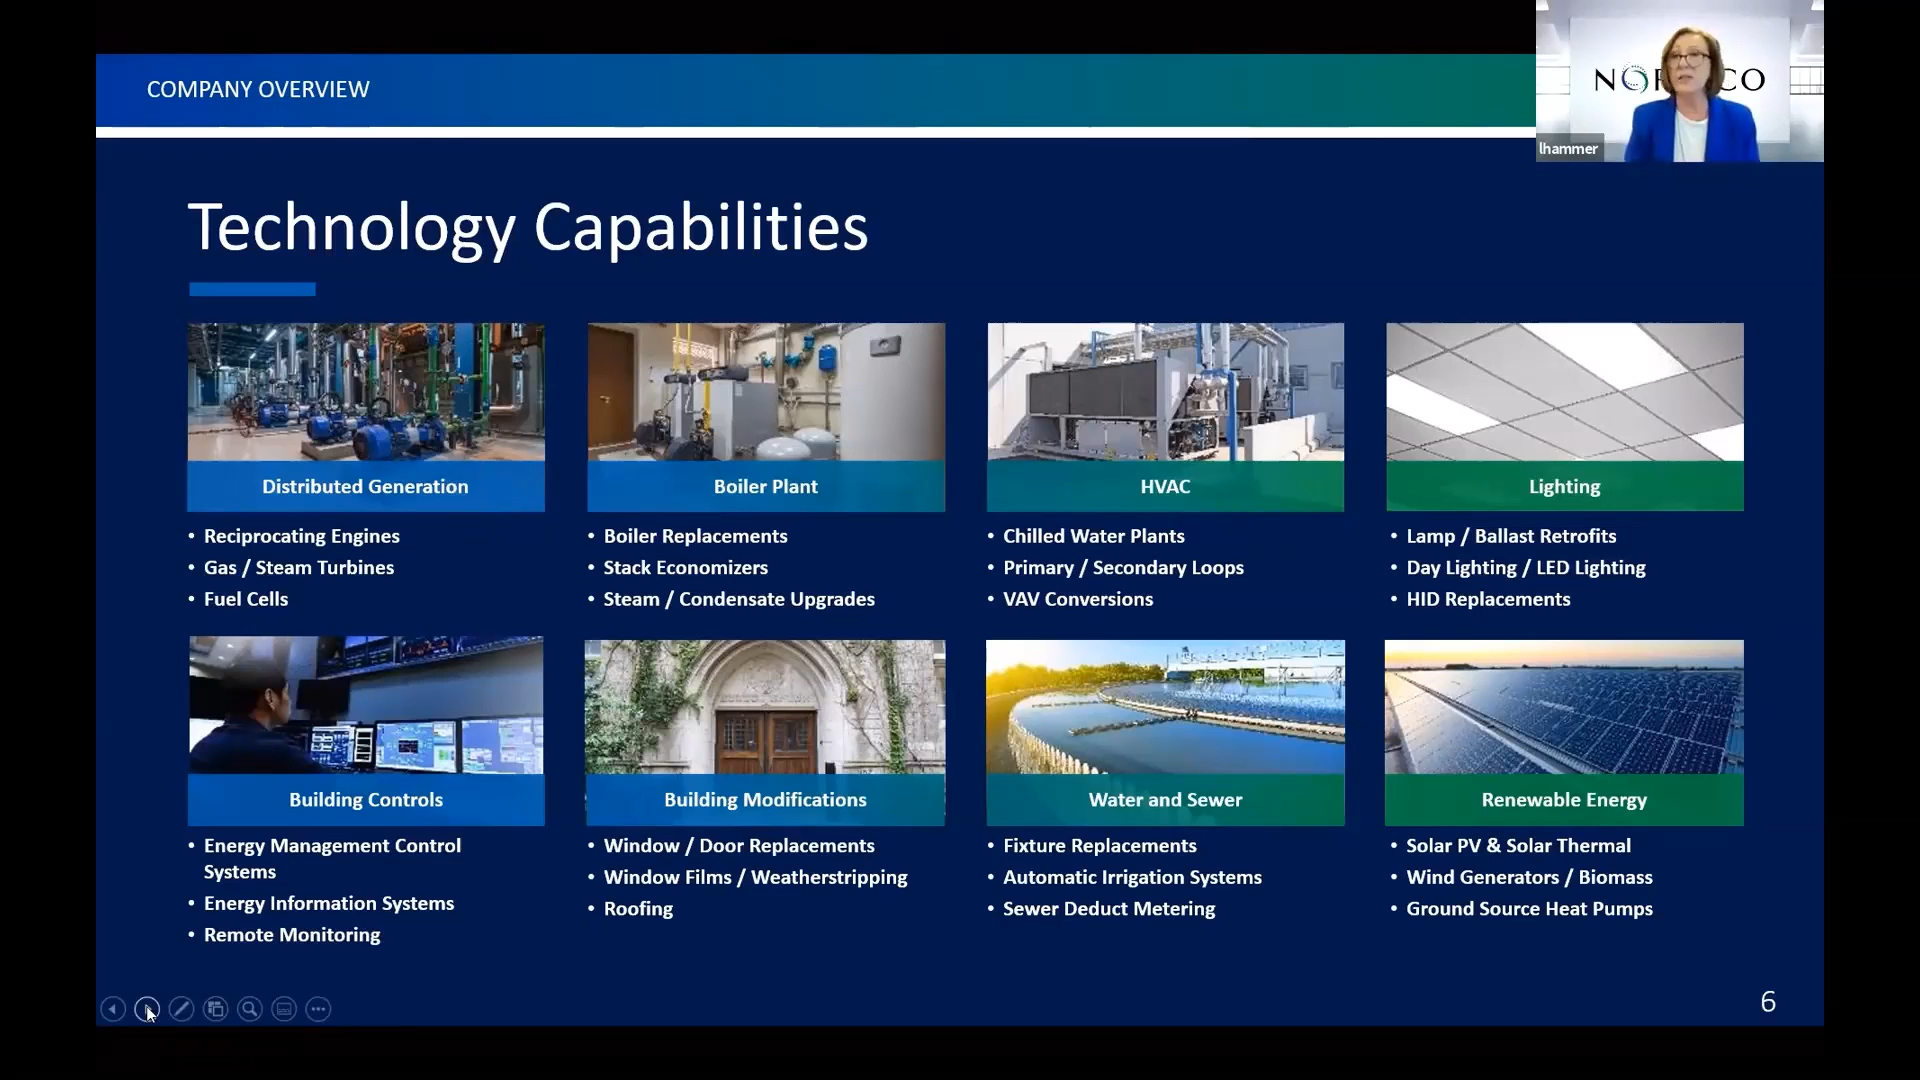 COMPANY OVERVIEW
lhammer
Technology Capabilities
Distributed Generation
• Reciprocating Engines
• Gas / Steam Turbines
• Fuel Cells
Boiler Plant
• Boiler Replacements
• Stack Economizers
• Steam / Condensate Upgrades
HVAC
• Chilled Water Plants
• Primary / Secondary Loops
• VAV Conversions
Lighting
• Lamp / Ballast Retrofits
• Day Lighting / LED Lighting
• HID Replacements
Building Controls
• Energy Management Control
Systems
• Energy Information Systems
• Remote Monitoring
Building Modifications
• Window / Door Replacements
• Window Films / Weatherstripping
• Roofing
Water and Sewer
• Fixture Replacements
• Automatic Irrigation Systems
• Sewer Deduct Metering
Renewable Energy
• Solar PV & Solar Thermal
• Wind Generators / Biomass
• Ground Source Heat Pumps
6